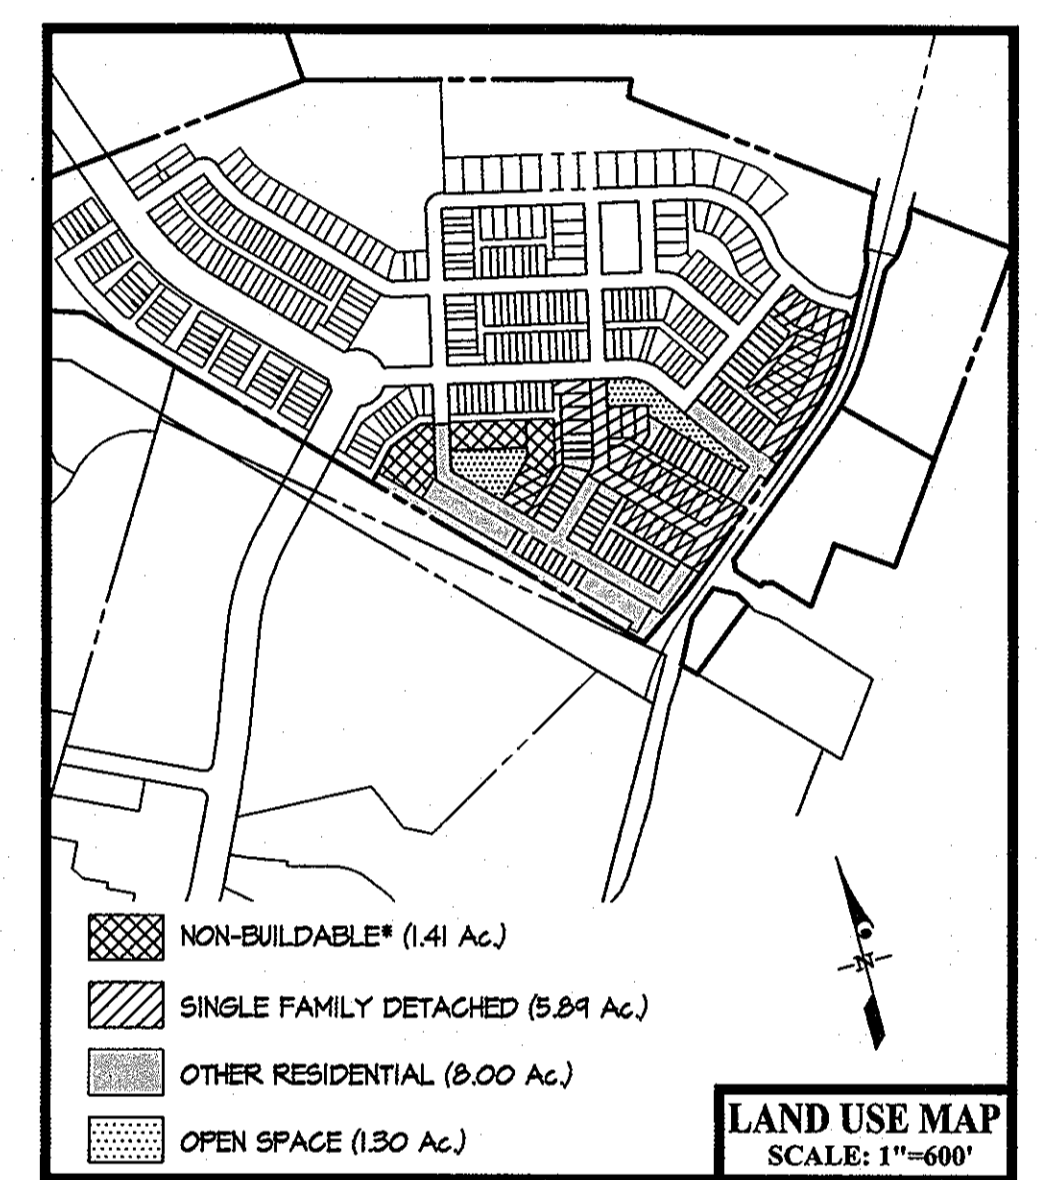 NON-BUILDABLE* (1.41 Ac.)
SINGLE FAMILY DETACHED (5.89 Ac.)
OTHER RESIDENTIAL (8.00 Ac.)
OPEN SPACE (1.30 Ac.)
N
LAND USE MAP
SCALE: 1"=600'